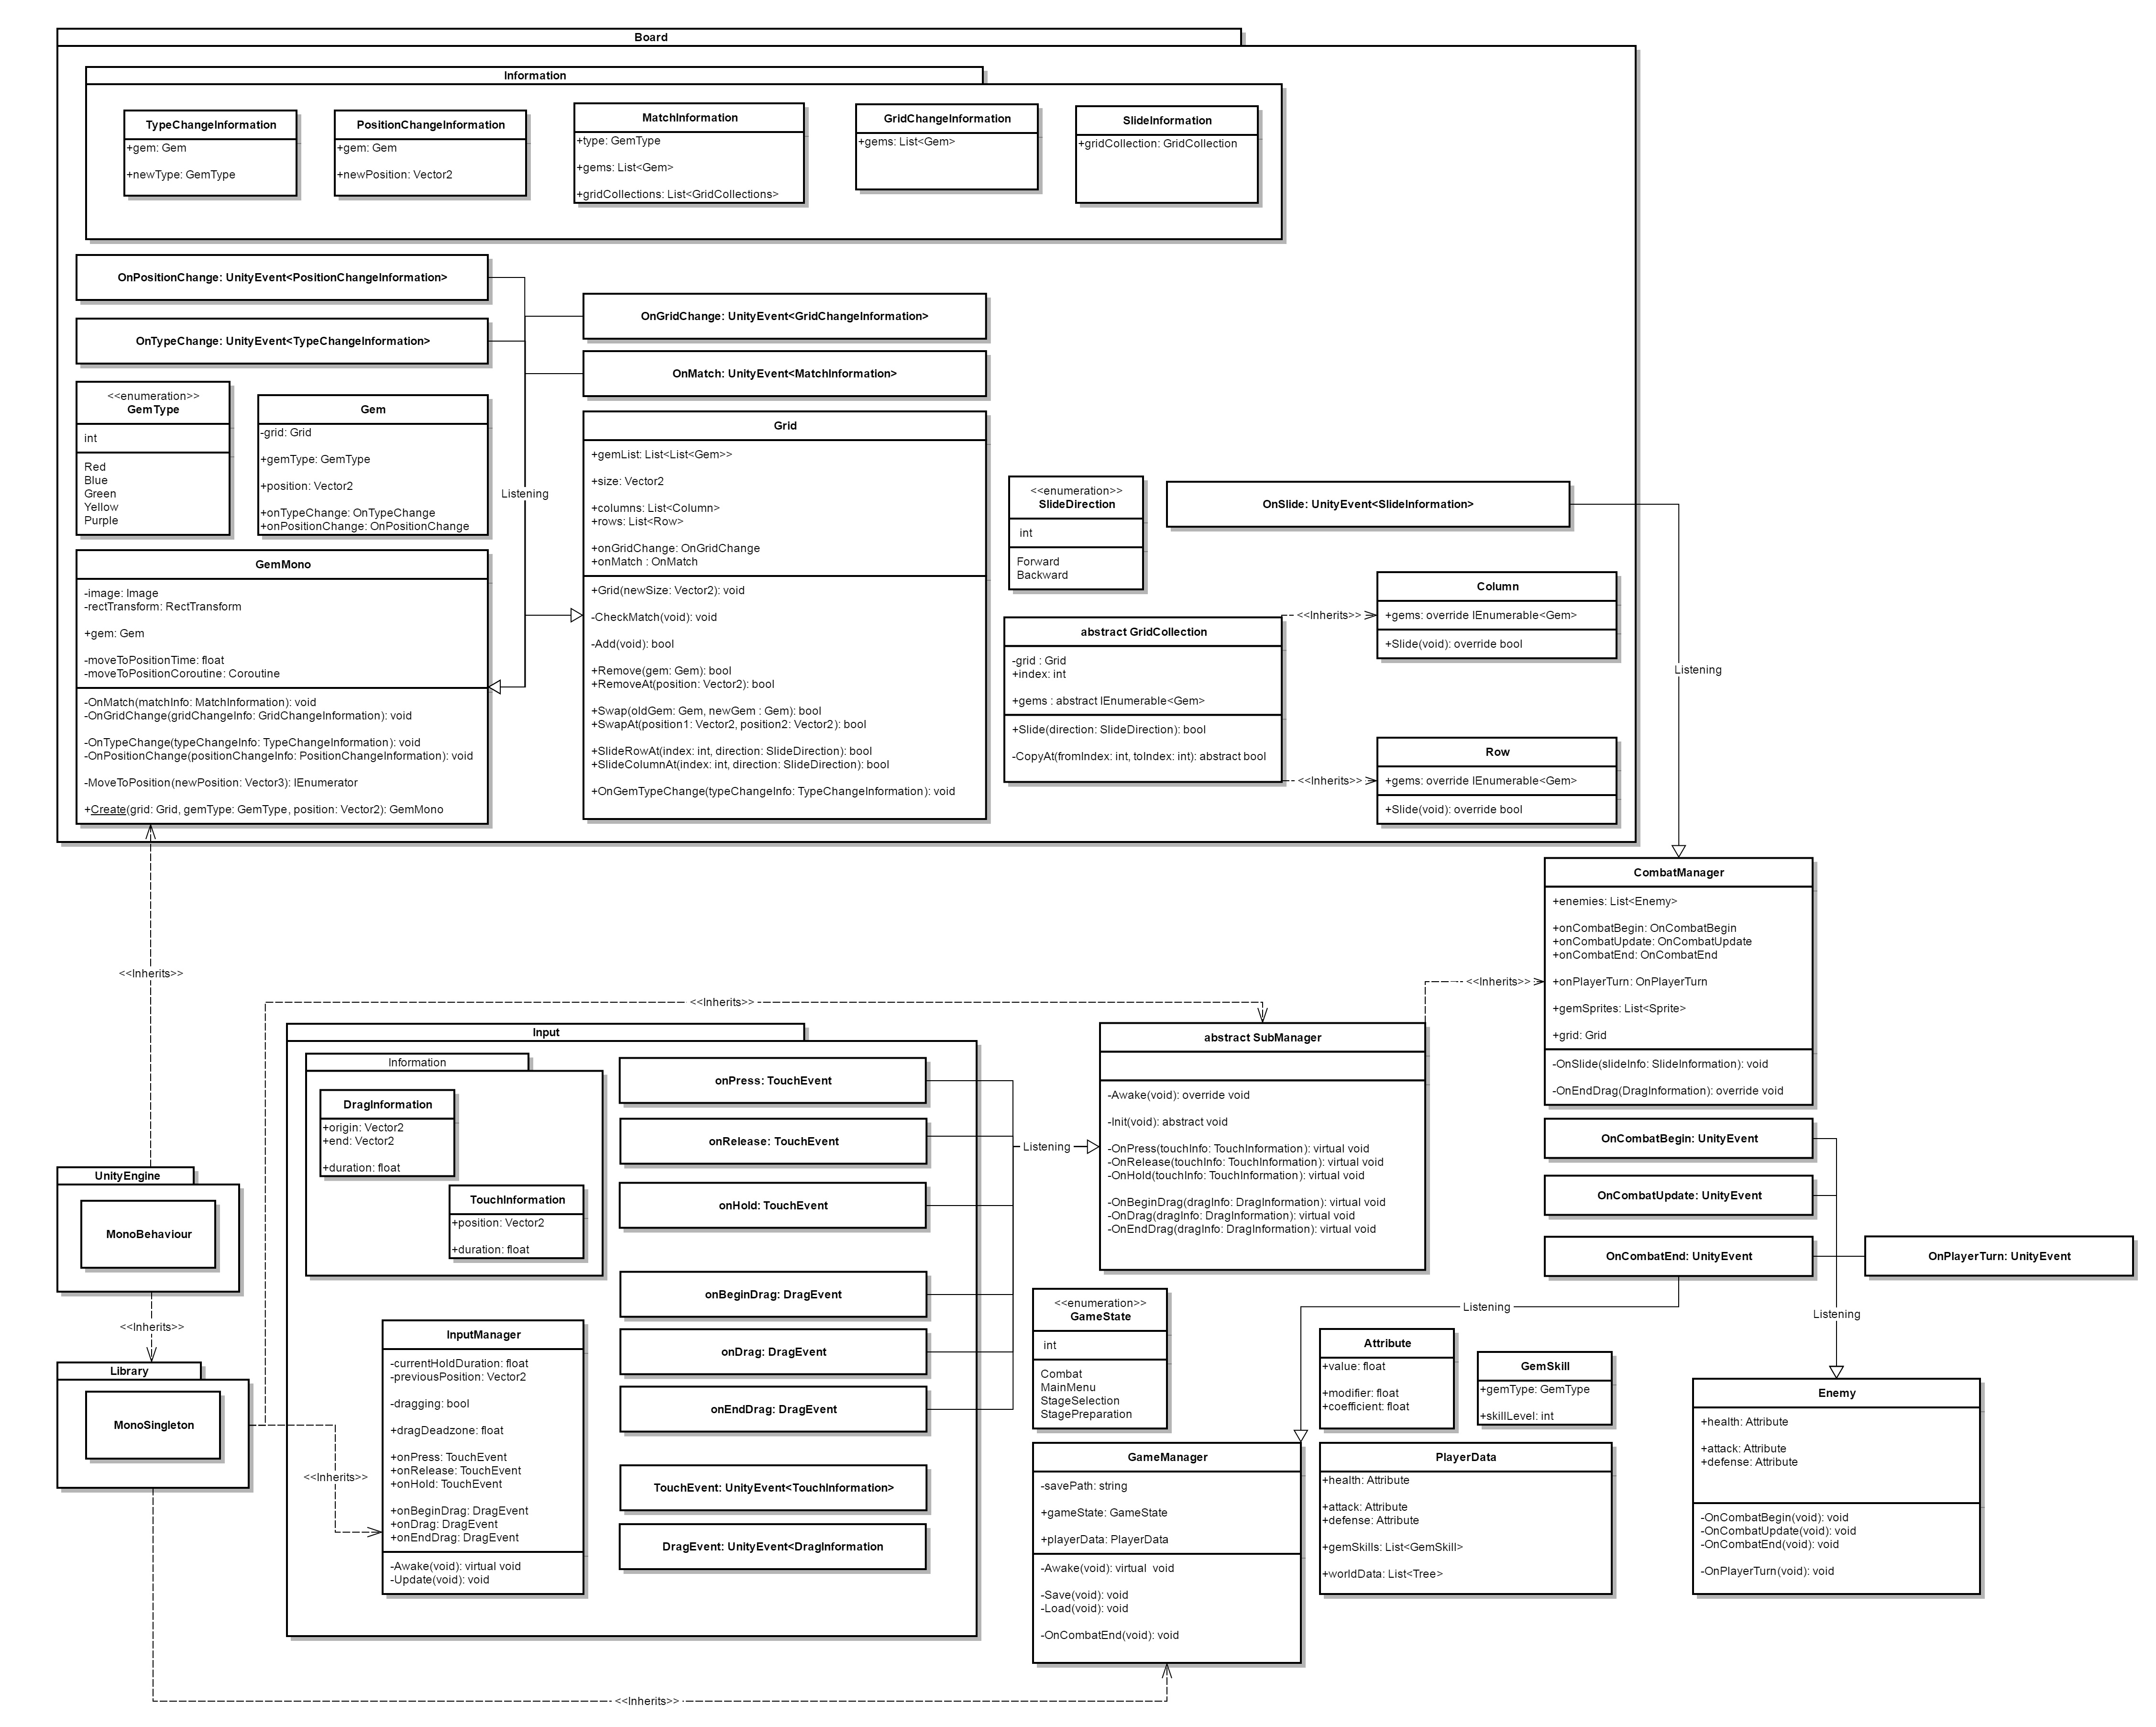 Board
Information
TypeChangeInformation
+gem: Gem
+newType: GemType
PositionChangeInformation
+gem: Gem
+newPosition: Vector2
MatchInformation
+type: GemType
+gems: List<Gem>
+gridCollections: List<GridCollections>
GridChangeInformation
+gems: List<Gem>
SlideInformation
+gridCollection: GridCollection
OnPositionChange: UnityEvent<PositionChangeInformation>
OnTypeChange: UnityEvent<TypeChangeInformation>
OnGridChange: UnityEvent<GridChangeInformation>
OnMatch: UnityEvent<MatchInformation>
<<enumeration>>
GemType
int
Red
Blue
Green
Yellow
Purple
Gem
-grid: Grid
+gemType: GemType
+position: Vector2
+onTypeChange: OnTypeChange
+onPositionChange: OnPositionChange
Listening
Grid
+gemList: List<List<Gem>>
+size: Vector2
+columns: List<Column>
+rows: List<Row>
+onGridChange: OnGridChange
+onMatch : OnMatch
+Grid(newSize: Vector2): void
-CheckMatch(void): void
-Add(void): bool
+Remove(gem: Gem): bool
+RemoveAt(position: Vector2): bool
+Swap(oldGem: Gem, newGem : Gem): bool
+SwapAt(position1: Vector2, position2: Vector2): bool
+SlideRowAt(index: int, direction: SlideDirection): bool
+SlideColumnAt(index: int, direction: SlideDirection): bool
+OnGemTypeChange(typeChangeInfo: TypeChangeInformation): void
GemMono
-image: Image
-rectTransform: RectTransform
+gem: Gem
-moveToPositionTime: float
-moveToPositionCoroutine: Coroutine
-OnMatch(matchInfo: MatchInformation): void
-OnGridChange(gridChangeInfo: GridChangeInformation): void
-OnTypeChange(typeChangeInfo: TypeChangeInformation): void
-OnPositionChange(positionChangeInfo: PositionChangeInformation): void
-MoveToPosition(newPosition: Vector3): IEnumerator
+Create(grid: Grid, gemType: GemType, position: Vector2): GemMono
<<enumeration>>
SlideDirection
int
Forward
Backward
OnSlide: UnityEvent<SlideInformation>
abstract GridCollection
-grid : Grid
+index: int
+gems : abstract IEnumerable<Gem>
+Slide(direction: SlideDirection): bool
-CopyAt(fromIndex: int, toIndex: int): abstract bool
<<Inherits>>
<<Inherits>>
Column
+gems: override IEnumerable<Gem>
+Slide(void): override bool
Row
+gems: override IEnumerable<Gem>
+Slide(void): override bool
Listening
CombatManager
+enemies: List<Enemy>
+onCombatBegin: OnCombatBegin
+onCombatUpdate: OnCombatUpdate
+onCombatEnd: OnCombatEnd
+onPlayerTurn: OnPlayerTurn
+gemSprites: List<Sprite>
+grid: Grid
-OnSlide(slideInfo: SlideInformation): void
-OnEndDrag(DragInformation): override void
<<Inherits>>
<<Inherits>>
<<Inherits>>
Input
Information
DragInformation
+origin: Vector2
+end: Vector2
+duration: float
TouchInformation
+position: Vector2
+duration: float
onPress: TouchEvent
onRelease: TouchEvent
onHold: TouchEvent
onBeginDrag: DragEvent
onDrag: DragEvent
onEndDrag: DragEvent
TouchEvent: UnityEvent<TouchInformation>
DragEvent: UnityEvent<DragInformation
Listening
abstract SubManager
-Awake(void): override void
-Init(void): abstract void
-OnPress(touchInfo: TouchInformation): virtual void
-OnRelease(touchInfo: TouchInformation): virtual void
-OnHold(touchInfo: TouchInformation): virtual void
-OnBeginDrag(dragInfo: DragInformation): virtual void
-OnDrag(dragInfo: DragInformation): virtual void
-OnEndDrag(dragInfo: DragInformation): virtual void
OnCombatBegin: UnityEvent
OnCombatUpdate: UnityEvent
OnCombatEnd: UnityEvent
OnPlayerTurn: UnityEvent
Listening
Listening
UnityEngine
MonoBehaviour
<<Inherits>>
Library
MonoSingleton
<<Inherits>>
InputManager
-currentHoldDuration: float
-previousPosition: Vector2
-dragging: bool
+dragDeadzone: float
+onPress: TouchEvent
+onRelease: TouchEvent
+onHold: TouchEvent
+onBeginDrag: DragEvent
+onDrag: DragEvent
+onEndDrag: DragEvent
-Awake(void): virtual void
-Update(void): void
<<enumeration>>
GameState
int
Combat
MainMenu
StageSelection
StagePreparation
Attribute
+value: float
+modifier: float
+coefficient: float
GemSkill
+gemType: GemType
+skillLevel: int
GameManager
-savePath: string
+gameState: GameState
+playerData: PlayerData
-Awake(void): virtual  void
-Save(void): void
-Load(void): void
-OnCombatEnd(void): void
PlayerData
+health: Attribute
+attack: Attribute
+defense: Attribute
+gemSkills: List<GemSkill>
+worldData: List<Tree>
Enemy
+health: Attribute
+attack: Attribute
+defense: Attribute
-OnCombatBegin(void): void
-OnCombatUpdate(void): void
-OnCombatEnd(void): void
-OnPlayerTurn(void): void
<<Inherits>>